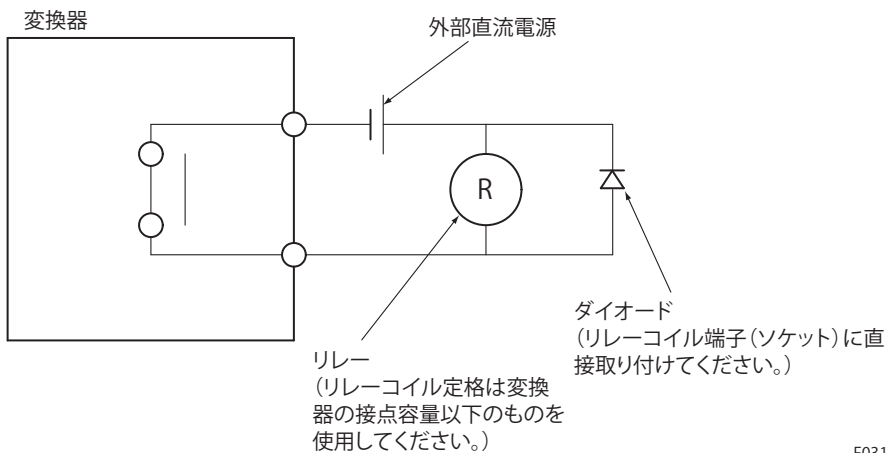 変換器
外部直流電源
R
ダイオード
(リレーコイル端子(ソケット)に直
接取り付けてください。)
リレー
(リレーコイル定格は変換
器の接点容量以下のものを
使用してください。)